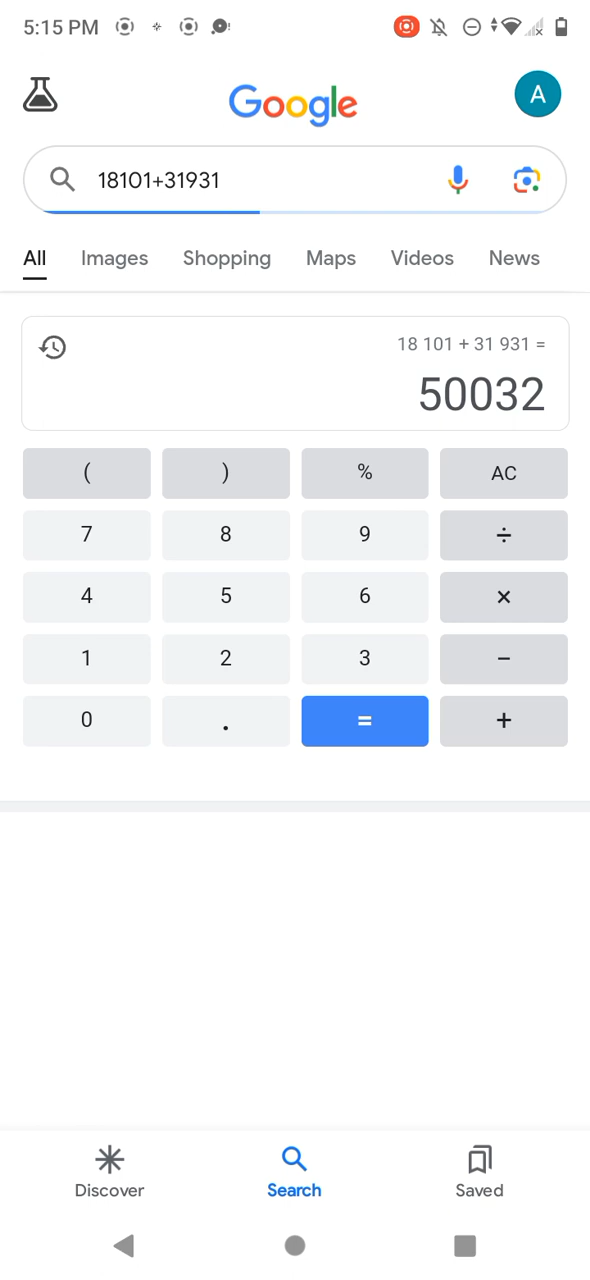 5:15 PM
Google
A
18101+31931
All Images Shopping Maps Videos News
18 101 + 31 931 =
50032
( ) % AC
7 8 9 ÷
4 5 6 ×
1 2 3 −
0 . = +
Discover Search Saved